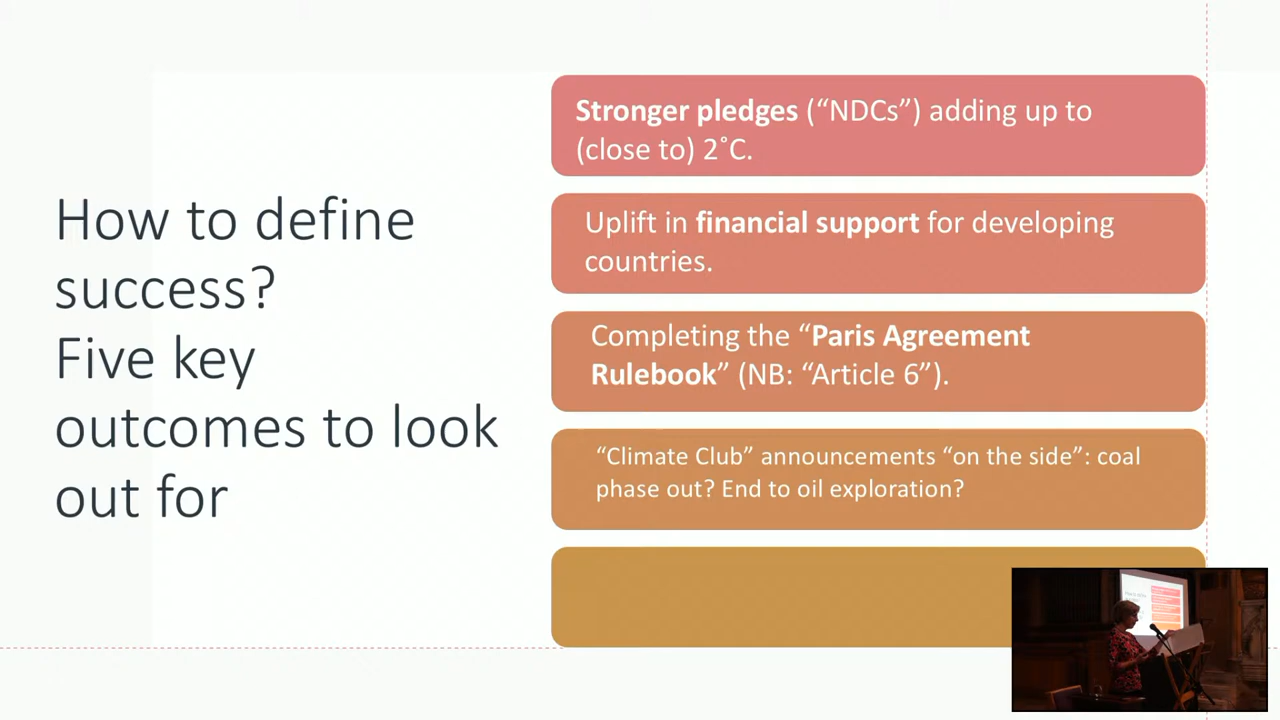 How to define
success?
Five key
outcomes to look
out for
Stronger pledges (“NDCs”) adding up to
(close to) 2˚C.
Uplift in financial support for developing
countries.
Completing the “Paris Agreement
Rulebook” (NB: “Article 6”).
“Climate Club” announcements “on the side”: coal
phase out? End to oil exploration?